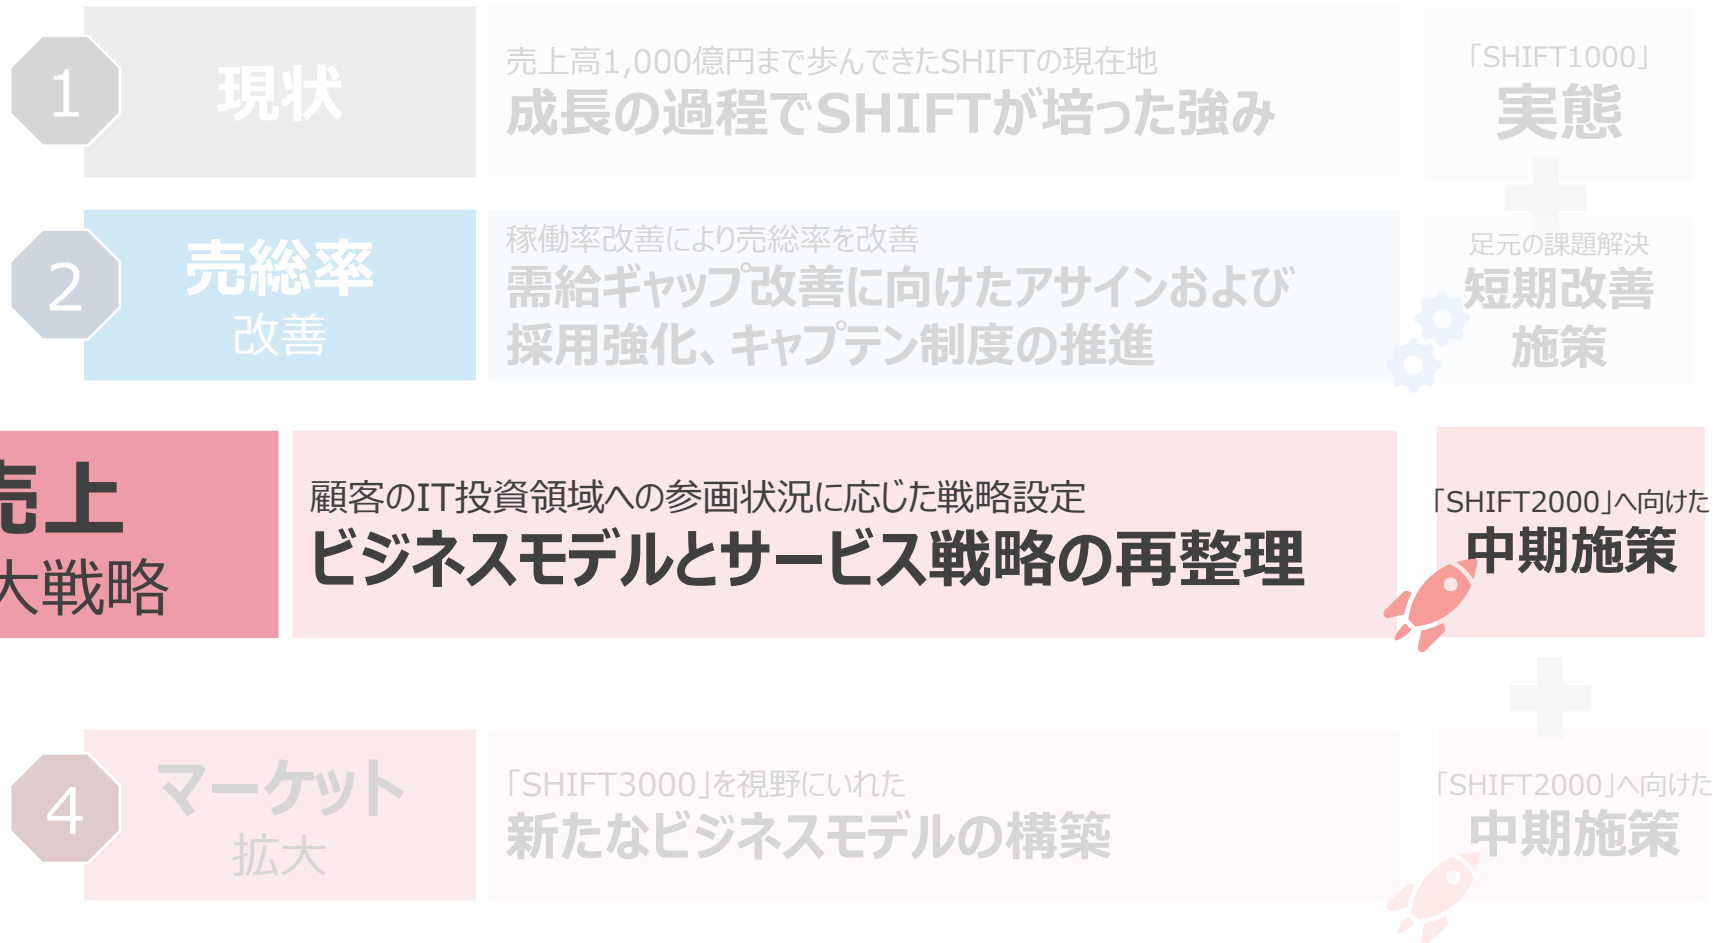 1
現状
売上高1,000億円まで歩んできたSHIFTの現在地
成長の過程でSHIFTが培った強み
「SHIFT1000」
実態
2
売総率
改善
稼働率改善により売総率を改善
需給ギャップ改善に向けたアサインおよび
採用強化、キャプテン制度の推進
足元の課題解決
短期改善
施策
売上
大戦略
顧客のIT投資領域への参画状況に応じた戦略設定
ビジネスモデルとサービス戦略の再整理
「SHIFT2000」へ向けた
中期施策
4
マーケット
拡大
「SHIFT3000」を視野にいれた
新たなビジネスモデルの構築
「SHIFT2000」へ向けた
中期施策